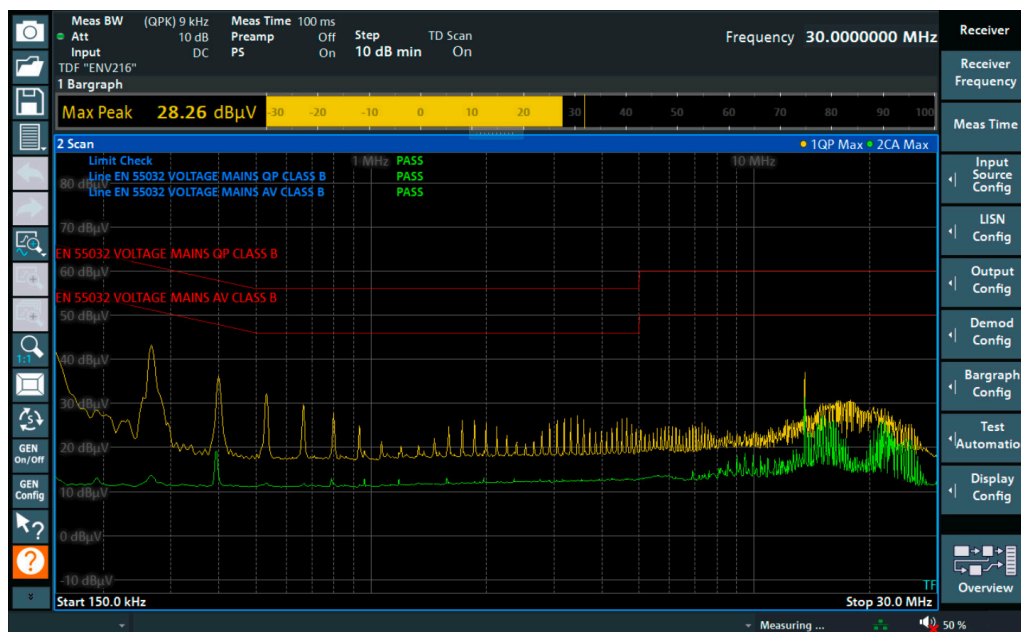 Meas BW (QPK) 9 kHz Meas Time 100 ms
Att 10 dB Preamp Off Step TD Scan
Input DC PS On 10 dB min On
TDF "ENV216"
Frequency 30.0000000 MHz
1 Bargraph
Max Peak 28.26 dBµV -30 -20 -10 0 10 20 30 40 50 60 70 80 90 100
2 Scan 1QP Max 2CA Max
Limit Check 1 MHz PASS 10 MHz
Line EN 55032 VOLTAGE MAINS QP CLASS B PASS
80 dBµV
Line EN 55032 VOLTAGE MAINS AV CLASS B PASS
70 dBµV
EN 55032 VOLTAGE MAINS QP CLASS B
60 dBµV
EN 55032 VOLTAGE MAINS AV CLASS B
50 dBµV
40 dBµV
30 dBµV
20 dBµV
10 dBµV
0 dBµV
-10 dBµV
TF
Start 150.0 kHz Stop 30.0 MHz
Measuring ... 50 %
1:1
GEN
On/Off
GEN
Config
Receiver
Receiver
Frequency
Meas Time
Input
Source
Config
LISN
Config
Output
Config
Demod
Config
Bargraph
Config
Test
Automatio
Display
Config
Overview